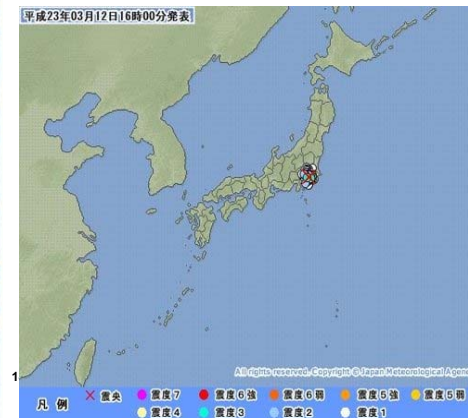 平成23年03月12日16時00分発表
All rights reserved. Copyright © Japan Meteorological Agency
1
凡 例 × 震央 震度7 震度6強 震度6弱 震度5強 震度5弱
震度4 震度3 震度2 震度1